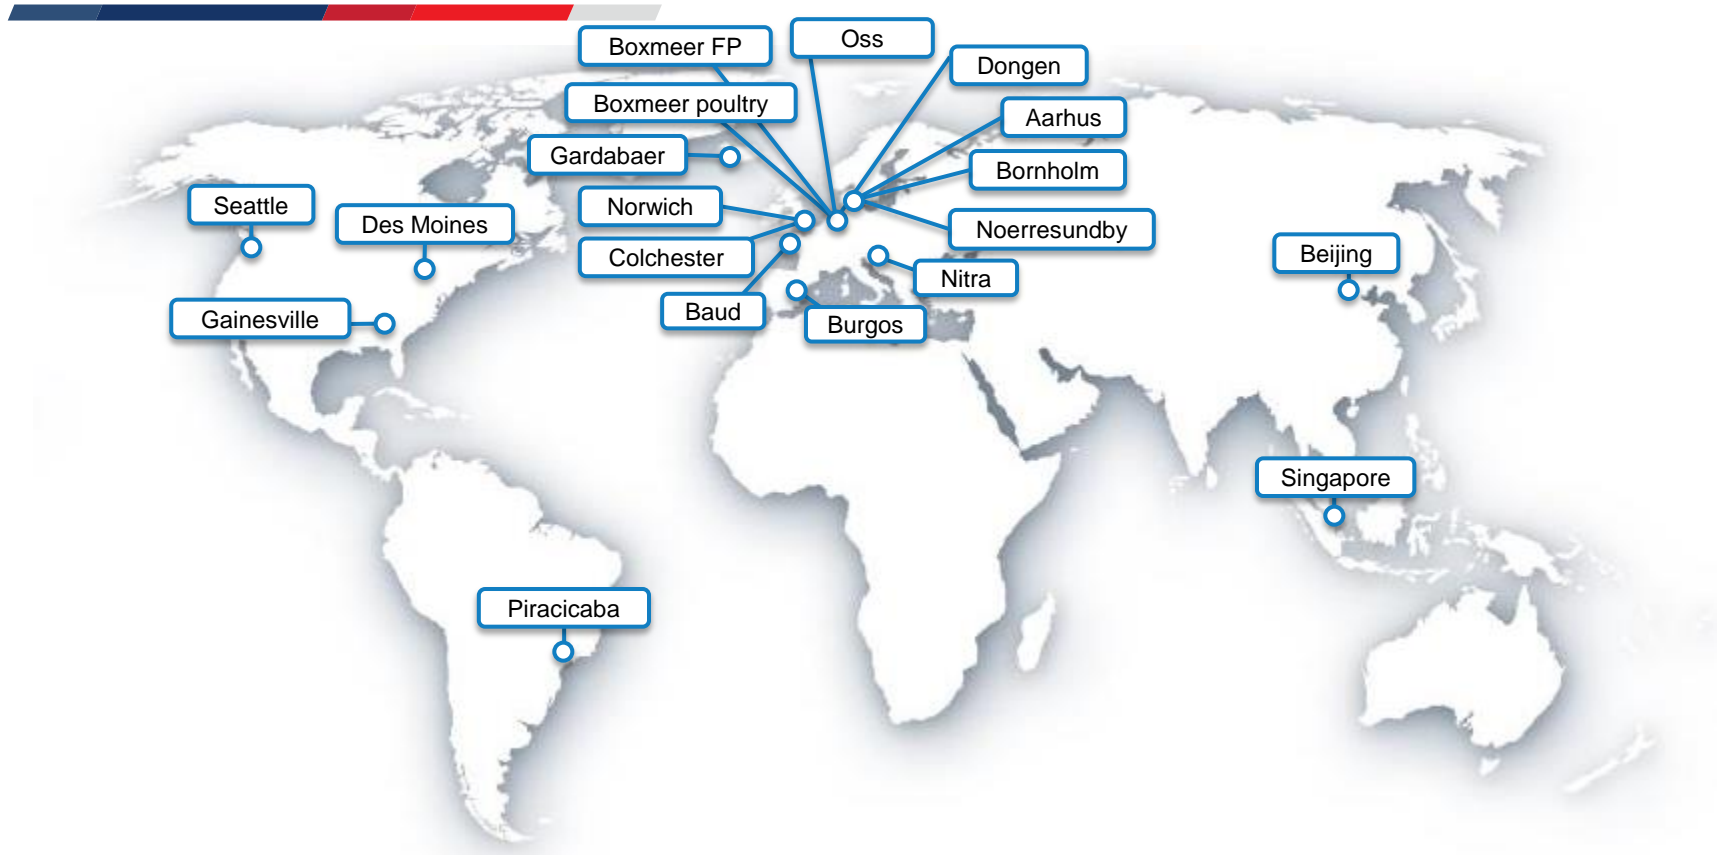 Boxmeer FP
Oss
Dongen
Boxmeer poultry
Aarhus
Gardabaer
Bornholm
Seattle
Norwich
Des Moines
Noerresundby
Colchester
Beijing
Nitra
Baud
Gainesville
Burgos
Singapore
Piracicaba